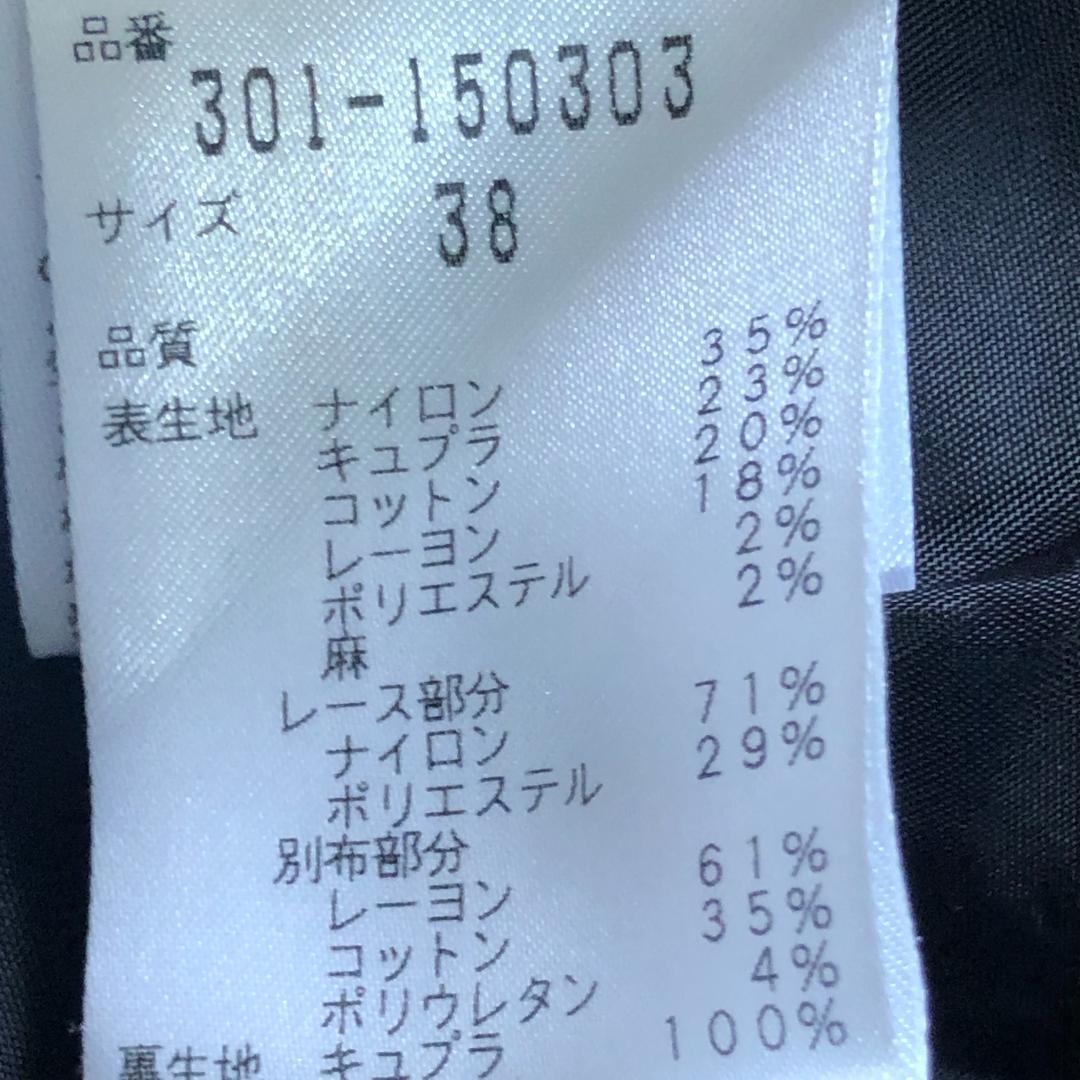 品番
301-150303
サイズ 38
品質
表生地 ナイロン 35%
キュプラ 23%
コットン 20%
レーヨン 18%
ポリエステル 2%
麻 2%
レース部分
ナイロン 71%
ポリエステル 29%
別布部分
レーヨン 61%
コットン 35%
ポリウレタン 4%
裏生地 キュプラ 100%